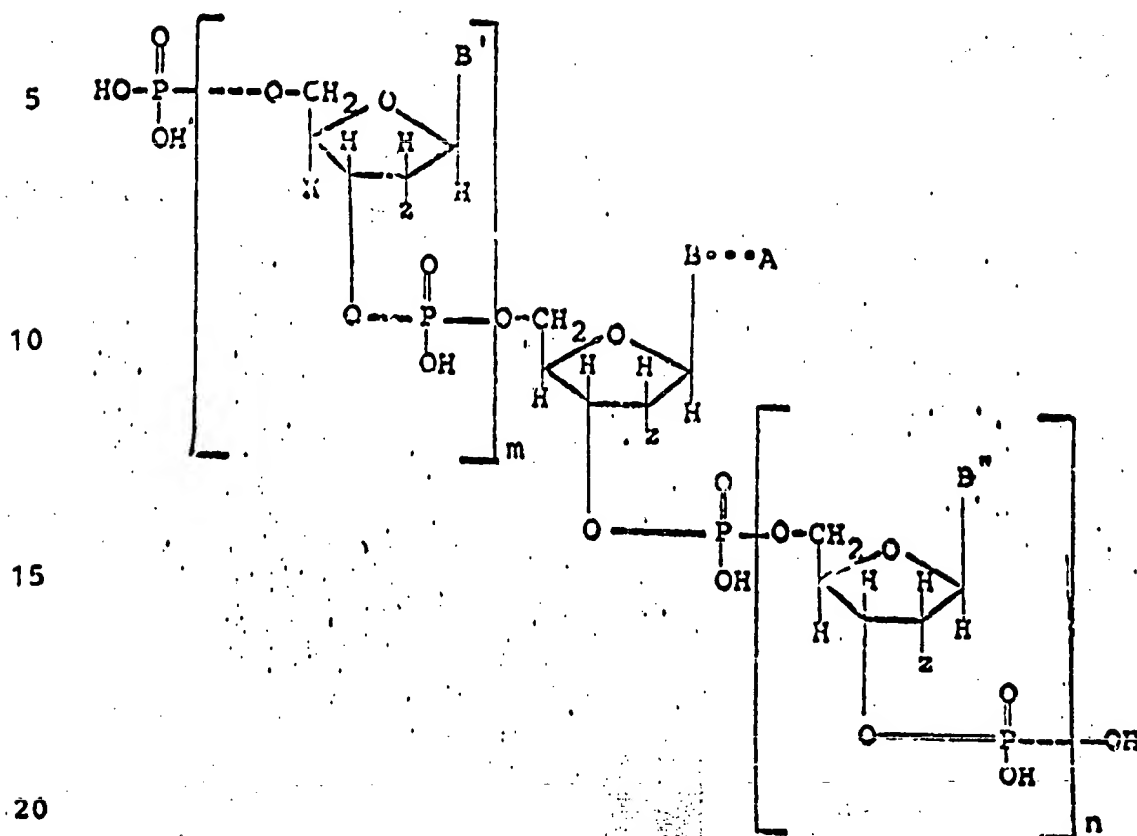 O B'
5 HO-P O-CH2 O
OH H H
H H
z
O B•••A
10 O P O-CH2 O
OH H H
H H
m z
O B"
O P O-CH2 O
15 OH H H
H H
z
O
O P OH
OH
20 n